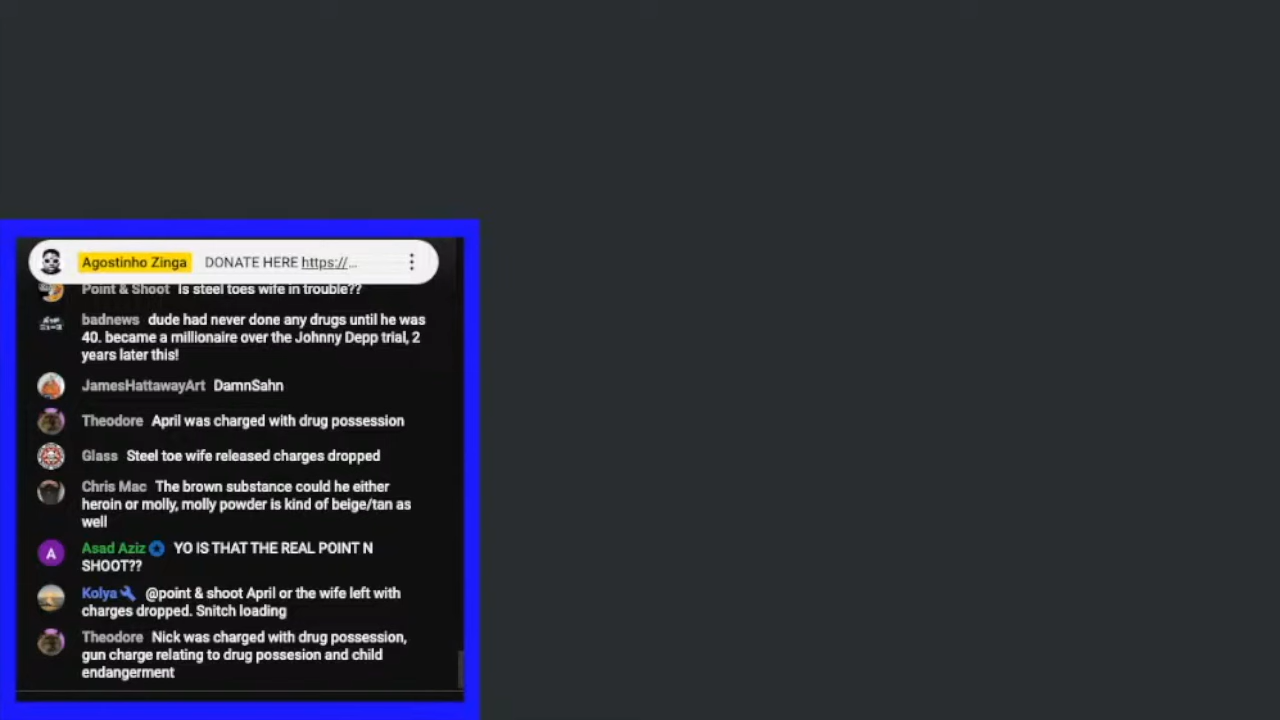 Agostinho Zinga DONATE HERE https://...
Point & Shoot Is steel toes wife in trouble??
badnews dude had never done any drugs until he was
40. became a millionaire over the Johnny Depp trial, 2
years later this!
JamesHattawayArt DamnSahn
Theodore April was charged with drug possession
Glass Steel toe wife released charges dropped
Chris Mac The brown substance could he either
heroin or molly, molly powder is kind of beige/tan as
well
A Asad Aziz YO IS THAT THE REAL POINT N
SHOOT??
Kolya @point & shoot April or the wife left with
charges dropped. Snitch loading
Theodore Nick was charged with drug possession,
gun charge relating to drug possesion and child
endangerment